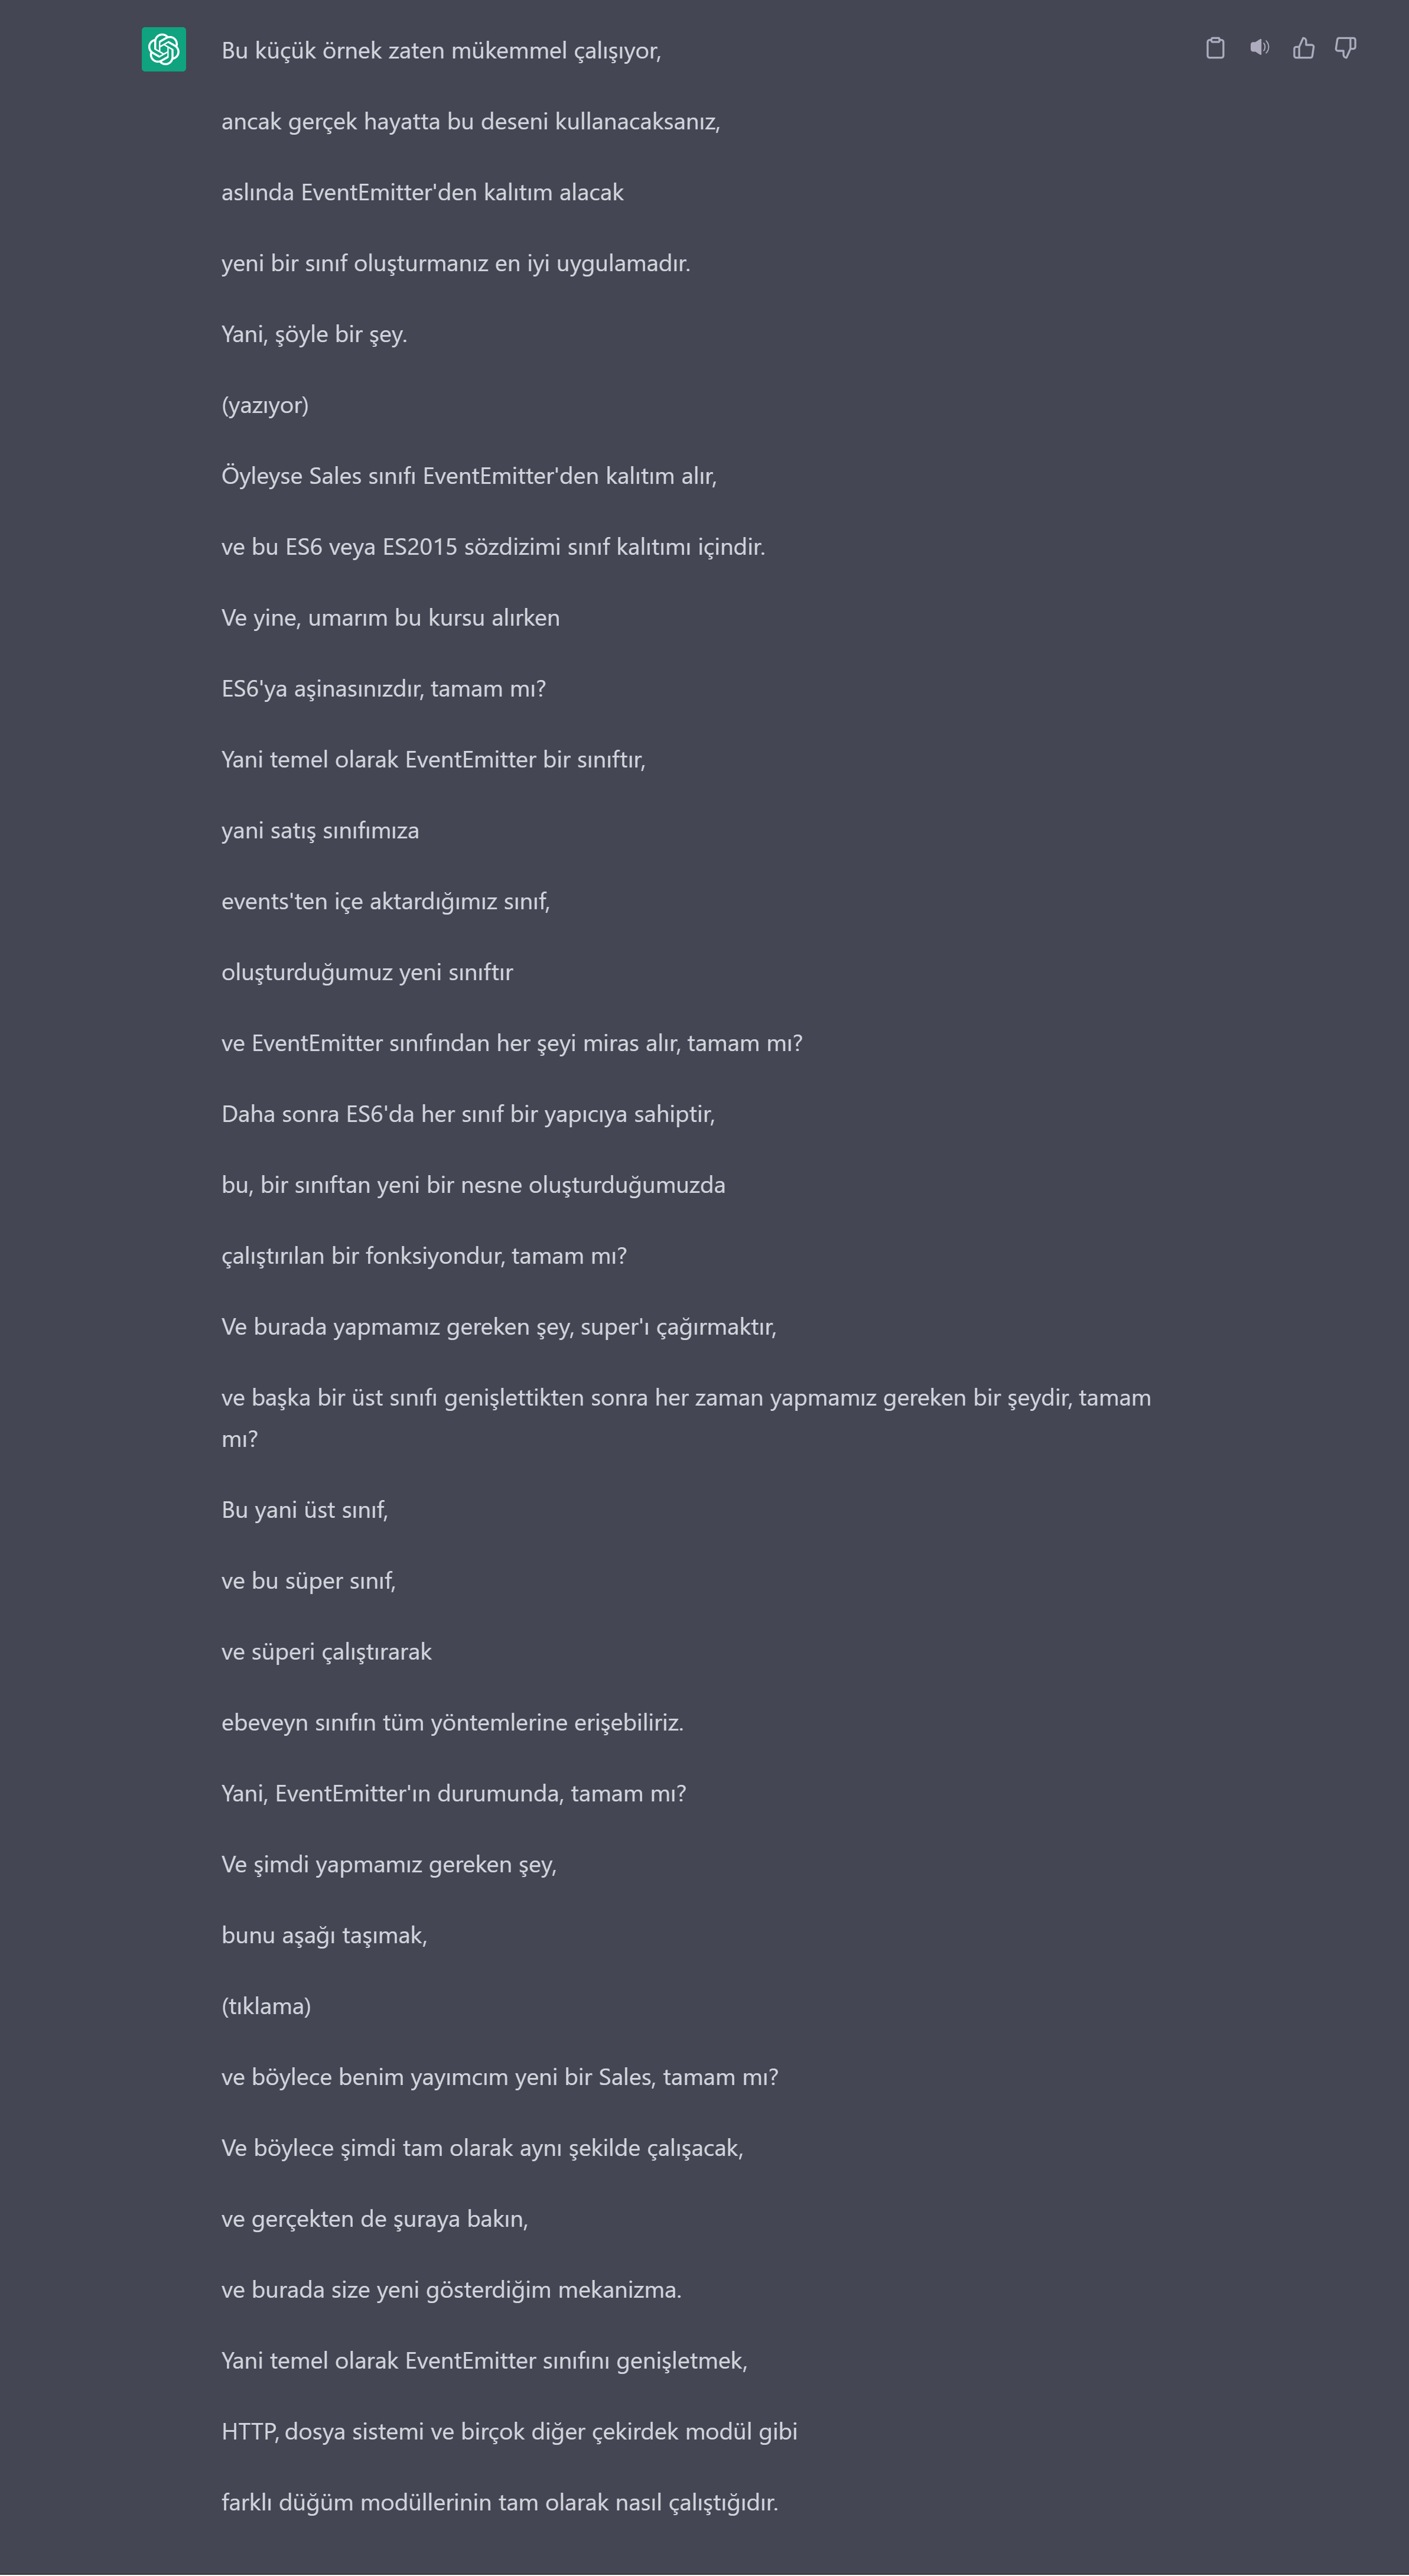 Bu küçük örnek zaten mükemmel çalışıyor,
ancak gerçek hayatta bu deseni kullanacaksanız,
aslında EventEmitter'den kalıtım alacak
yeni bir sınıf oluşturmanız en iyi uygulamadır.
Yani, şöyle bir şey.
(yazıyor)
Öyleyse Sales sınıfı EventEmitter'den kalıtım alır,
ve bu ES6 veya ES2015 sözdizimi sınıf kalıtımı içindir.
Ve yine, umarım bu kursu alırken
ES6'ya aşinasınızdır, tamam mı?
Yani temel olarak EventEmitter bir sınıftır,
yani satış sınıfımıza
events'ten içe aktardığımız sınıf,
oluşturduğumuz yeni sınıftır
ve EventEmitter sınıfından her şeyi miras alır, tamam mı?
Daha sonra ES6'da her sınıf bir yapıcıya sahiptir,
bu, bir sınıftan yeni bir nesne oluşturduğumuzda
çalıştırılan bir fonksiyondur, tamam mı?
Ve burada yapmamız gereken şey, super'ı çağırmaktır,
ve başka bir üst sınıfı genişlettikten sonra her zaman yapmamız gereken bir şeydir, tamam
mı?
Bu yani üst sınıf,
ve bu süper sınıf,
ve süperi çalıştırarak
ebeveyn sınıfın tüm yöntemlerine erişebiliriz.
Yani, EventEmitter'ın durumunda, tamam mı?
Ve şimdi yapmamız gereken şey,
bunu aşağı taşımak,
(tıklama)
ve böylece benim yayımcım yeni bir Sales, tamam mı?
Ve böylece şimdi tam olarak aynı şekilde çalışacak,
ve gerçekten de şuraya bakın,
ve burada size yeni gösterdiğim mekanizma.
Yani temel olarak EventEmitter sınıfını genişletmek,
HTTP, dosya sistemi ve birçok diğer çekirdek modül gibi
farklı düğüm modüllerinin tam olarak nasıl çalıştığıdır.